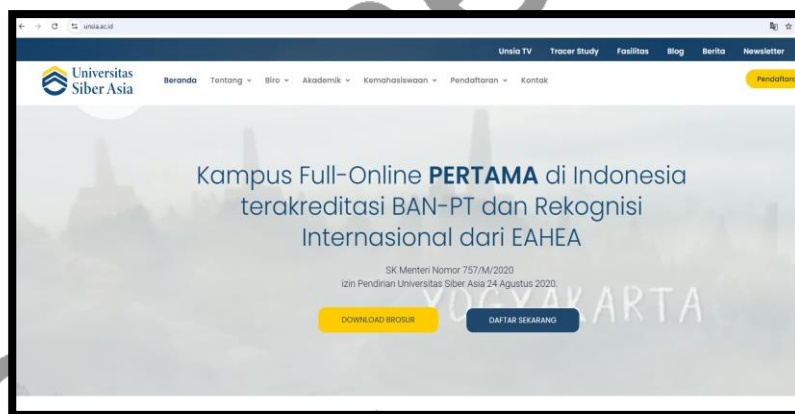 unsia.ac.id
Unsia TV Tracer Study Fasilitas Blog Berita Newsletter
Universitas
Siber Asia
Beranda Tentang Biro Akademik Kemahasiswaan Pendaftaran Kontak
Kampus Full-Online PERTAMA di Indonesia
terakreditasi BAN-PT dan Rekognisi
Internasional dari EAHEA
SK Menteri Nomor 757/M/2020
izin Pendirian Universitas Siber Asia 24 Agustus 2020.
YOGYAKARTA
DOWNLOAD BROSUR DAFTAR SEKARANG